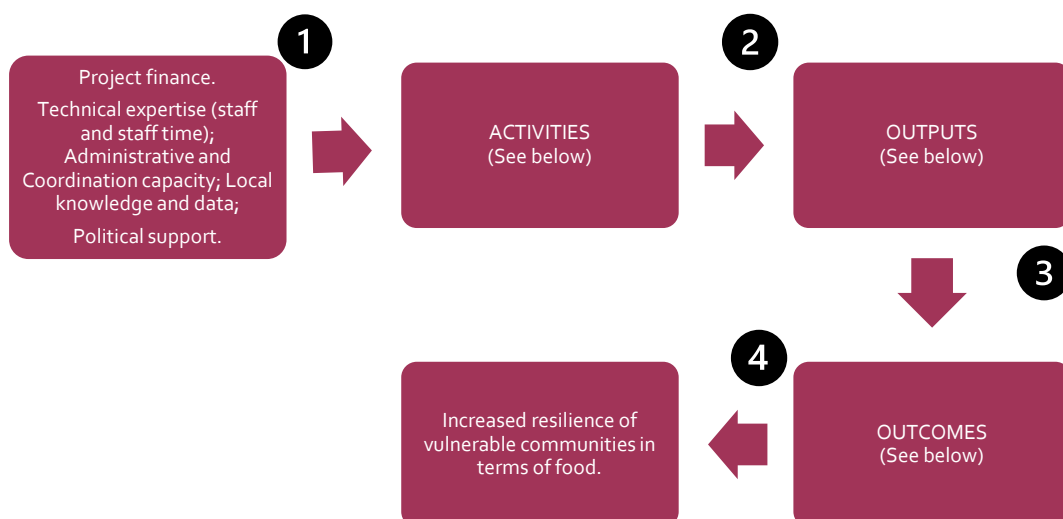 1
Project finance.
Technical expertise (staff
and staff time);
Administrative and
Coordination capacity; Local
knowledge and data;
Political support.
ACTIVITIES
(See below)
2
OUTPUTS
(See below)
3
OUTCOMES
(See below)
4
Increased resilience of
vulnerable communities in
terms of food.